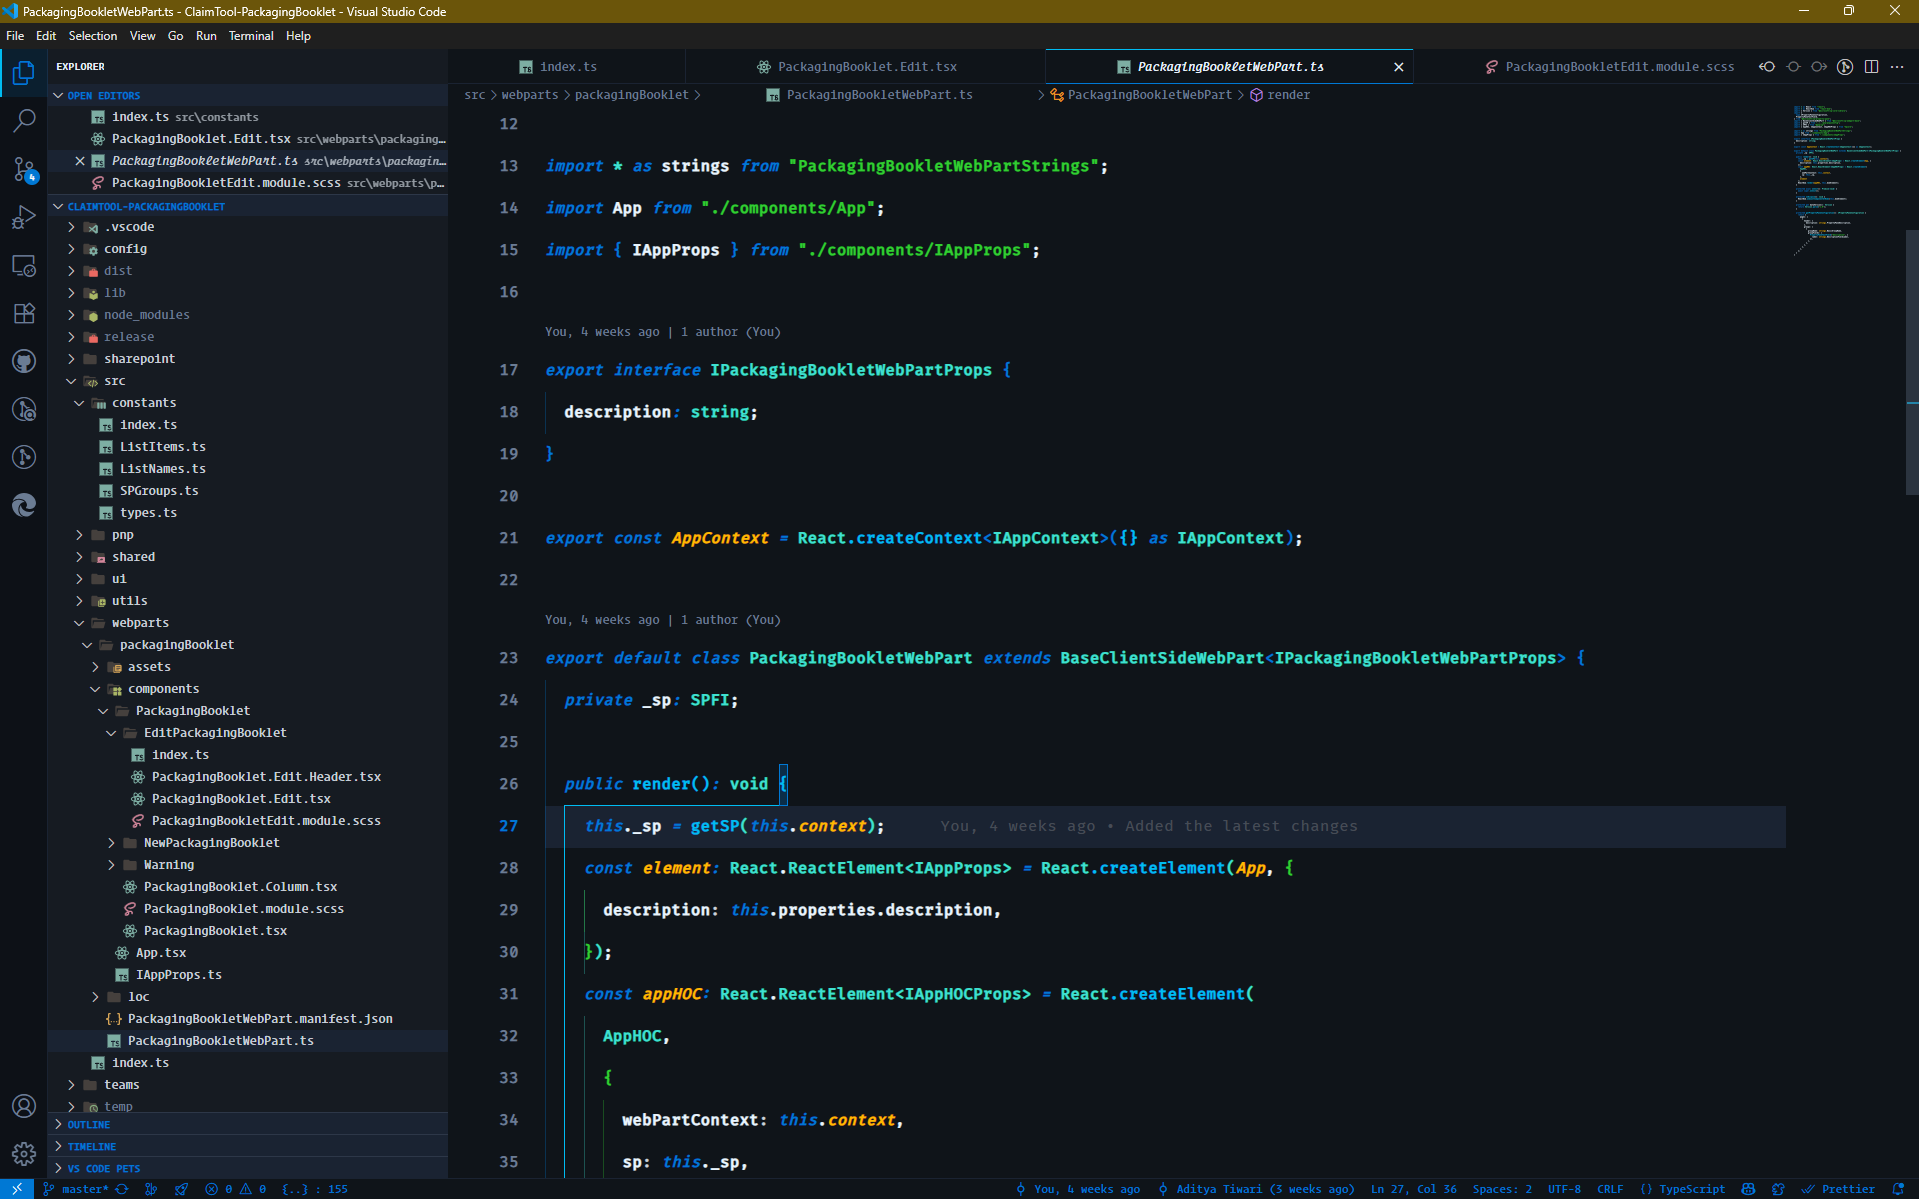 PackagingBookletWebPart.ts - ClaimTool-PackagingBooklet - Visual Studio Code
File Edit Selection View Go Run Terminal Help
EXPLORER
OPEN EDITORS
index.ts src\constants
PackagingBooklet.Edit.tsx src\webparts\packaging...
PackagingBookletWebPart.ts src\webparts\packagin...
PackagingBookletEdit.module.scss src\webparts\p...
4
CLAIMTOOL-PACKAGINGBOOKLET
.vscode
config
dist
lib
node_modules
release
sharepoint
src
constants
index.ts
ListItems.ts
ListNames.ts
SPGroups.ts
types.ts
pnp
shared
ui
utils
webparts
packagingBooklet
assets
components
PackagingBooklet
EditPackagingBooklet
index.ts
PackagingBooklet.Edit.Header.tsx
PackagingBooklet.Edit.tsx
PackagingBookletEdit.module.scss
NewPackagingBooklet
Warning
PackagingBooklet.Column.tsx
PackagingBooklet.module.scss
PackagingBooklet.tsx
App.tsx
IAppProps.ts
loc
PackagingBookletWebPart.manifest.json
PackagingBookletWebPart.ts
index.ts
teams
temp
OUTLINE
TIMELINE
VS CODE PETS
index.ts PackagingBooklet.Edit.tsx PackagingBookletWebPart.ts PackagingBookletEdit.module.scss
src > webparts > packagingBooklet > PackagingBookletWebPart.ts > PackagingBookletWebPart > render
12
13 import * as strings from "PackagingBookletWebPartStrings";
14 import App from "./components/App";
15 import { IAppProps } from "./components/IAppProps";
16
You, 4 weeks ago | 1 author (You)
17 export interface IPackagingBookletWebPartProps {
18 description: string;
19 }
20
21 export const AppContext = React.createContext<IAppContext>({} as IAppContext);
22
You, 4 weeks ago | 1 author (You)
23 export default class PackagingBookletWebPart extends BaseClientSideWebPart<IPackagingBookletWebPartProps> {
24 private _sp: SPFI;
25
26 public render(): void {
27 this._sp = getSP(this.context); You, 4 weeks ago • Added the latest changes
28 const element: React.ReactElement<IAppProps> = React.createElement(App, {
29 description: this.properties.description,
30 });
31 const appHOC: React.ReactElement<IAppHOCProps> = React.createElement(
32 AppHOC,
33 {
34 webPartContext: this.context,
35 sp: this._sp,
master* 0 0 {..} : 155 You, 4 weeks ago Aditya Tiwari (3 weeks ago) Ln 27, Col 36 Spaces: 2 UTF-8 CRLF {} TypeScript Prettier